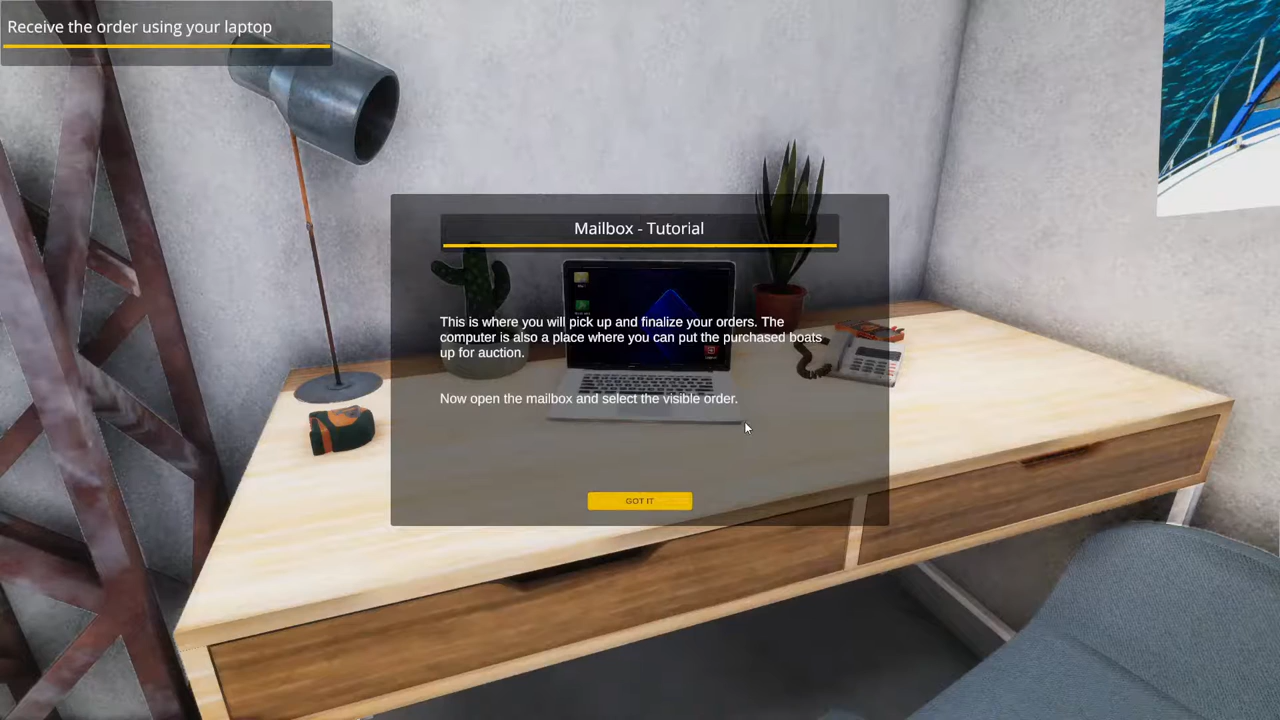 Receive the order using your laptop
Mailbox - Tutorial
This is where you will pick up and finalize your orders. The
computer is also a place where you can put the purchased boats
up for auction.
Now open the mailbox and select the visible order.
GOT IT